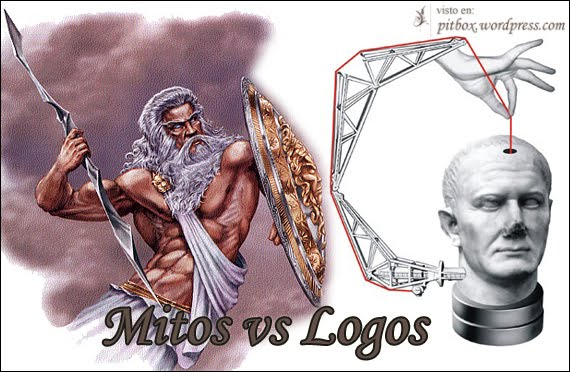 visto en:
pitbox.wordpress.com
Mitos vs Logos